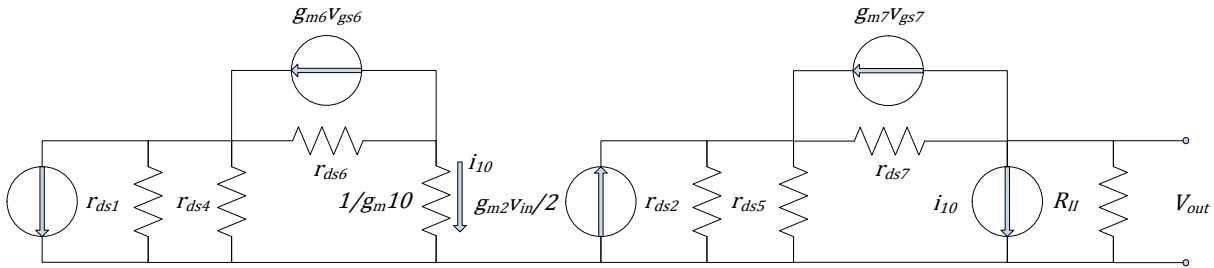 gm6vgs6
gm7vgs7
rds6
rds7
rds1
rds4
1/gm10
i10
gm2vin/2
rds2
rds5
i10
RII
Vout